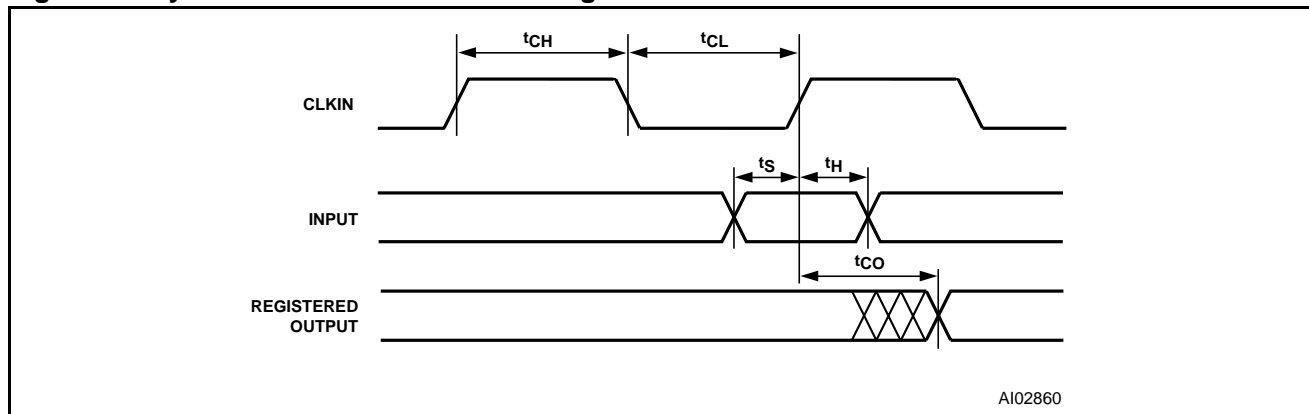 tCH
tCL
CLKIN
tS
tH
INPUT
tCO
REGISTERED
OUTPUT
AI02860